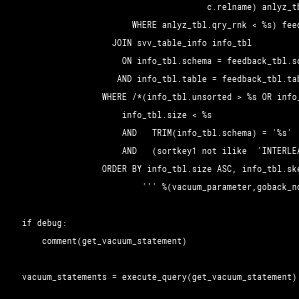 c.relname) anlyz_tb
WHERE anlyz_tbl.qry_rnk < %s) feed
JOIN svv_table_info info_tbl
ON info_tbl.schema = feedback_tbl.sc
AND info_tbl.table = feedback_tbl.tab
WHERE /*(info_tbl.unsorted > %s OR info_
info_tbl.size < %s
AND TRIM(info_tbl.schema) = '%s'
AND (sortkey1 not ilike 'INTERLEA
ORDER BY info_tbl.size ASC, info_tbl.ske
''' %(vacuum_parameter,goback_no
if debug:
comment(get_vacuum_statement)
vacuum_statements = execute_query(get_vacuum_statement)